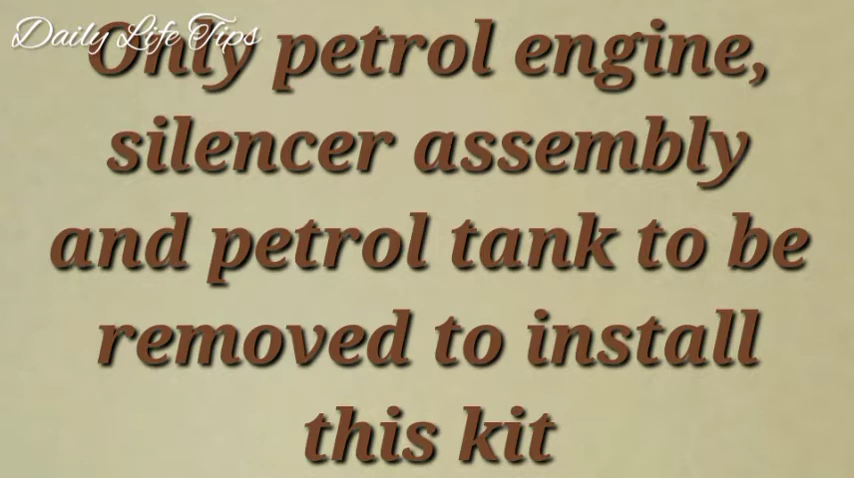 Daily Life Tips
Only petrol engine,
silencer assembly
and petrol tank to be
removed to install
this kit